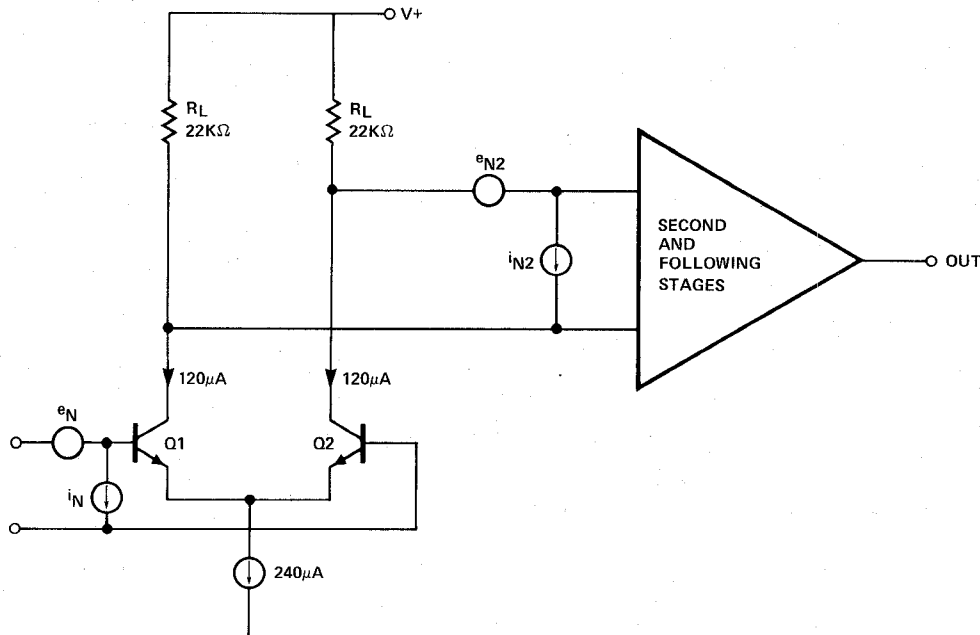 V+
RL
22KΩ
RL
22KΩ
eN2
iN2
SECOND
AND
FOLLOWING
STAGES
OUT
120μA
120μA
eN
Q1
Q2
iN
240μA